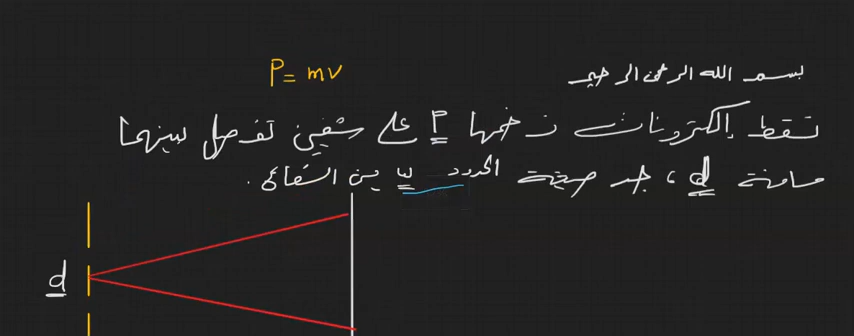 بسم الله الرحمن الرحيم
P = mv
تسقط إلكترونات زخمها P على شقين تفصل بينهما
مسافة d ، جد صيغة الحدود بين الشقائق .
d